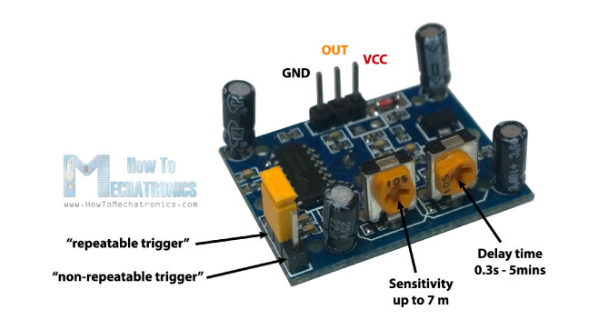 OUT
VCC
GND
How To
MECHATRONICS
www.HowToMechatronics.com
"repeatable trigger"
"non-repeatable trigger"
Sensitivity
up to 7 m
Delay time
0.3s - 5mins